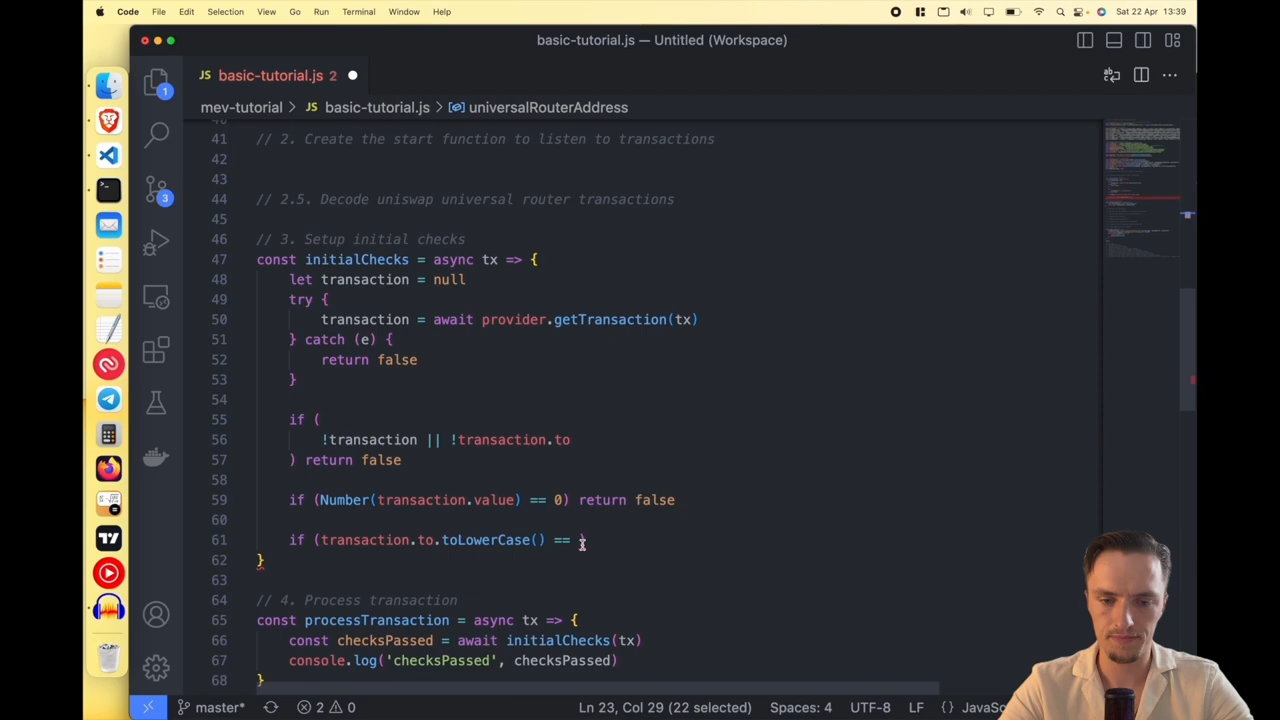 Code File Edit Selection View Go Run Terminal Window Help Sat 22 Apr 13:39
basic-tutorial.js — Untitled (Workspace)
JS basic-tutorial.js 2
mev-tutorial > JS basic-tutorial.js > universalRouterAddress
41 // 2. Create the start function to listen to transactions
42
43
44 // 2.5. Decode uniswap universal router transactions
45
46 // 3. Setup initial checks
47 const initialChecks = async tx => {
48 let transaction = null
49 try {
50 transaction = await provider.getTransaction(tx)
51 } catch (e) {
52 return false
53 }
54
55 if (
56 !transaction || !transaction.to
57 ) return false
58
59 if (Number(transaction.value) == 0) return false
60
61 if (transaction.to.toLowerCase() == )
62 }
63
64 // 4. Process transaction
65 const processTransaction = async tx => {
66 const checksPassed = await initialChecks(tx)
67 console.log('checksPassed', checksPassed)
68 }
1
3
master* 2 0 Ln 23, Col 29 (22 selected) Spaces: 4 UTF-8 LF {}